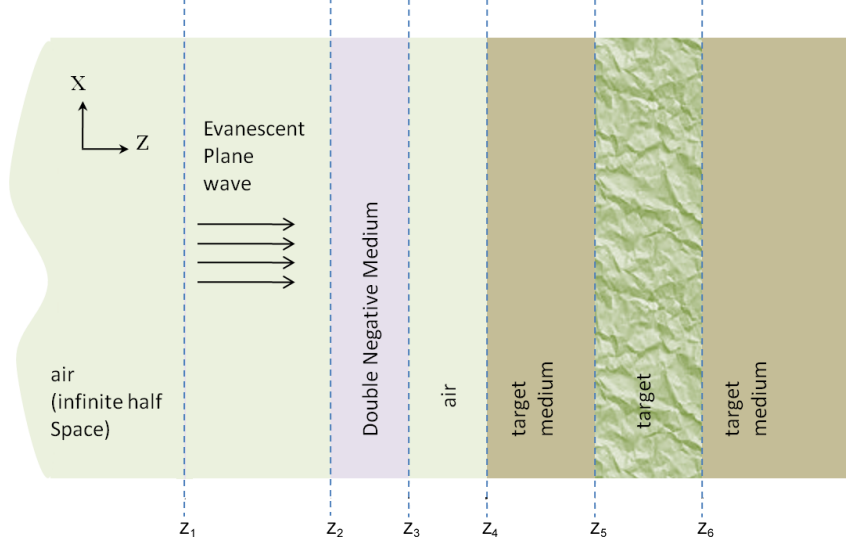 X
Z
Evanescent
Plane
wave
air
(infinite half
Space)
Double Negative Medium
air
target
medium
target
target
medium
z₁
z₂
z₃
z₄
z₅
z₆